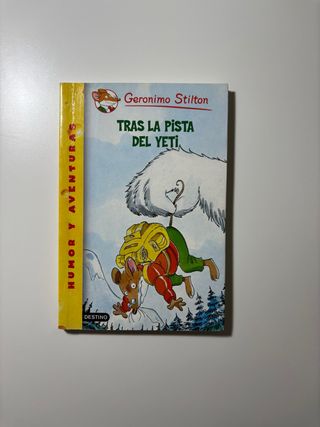 Geronimo Stilton
TRAS LA PISTA
DEL YETI
HUMOR Y AVENTURAS
DESTINO